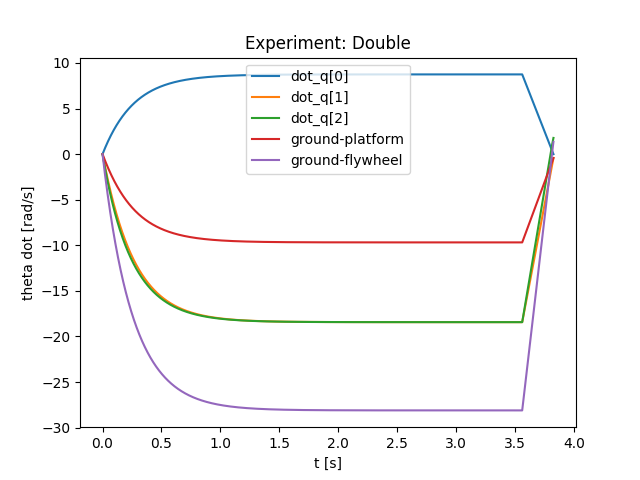 Experiment: Double
10
5
0
−5
−10
−15
−20
−25
−30
theta dot [rad/s]
dot_q[0]
dot_q[1]
dot_q[2]
ground-platform
ground-flywheel
0.0 0.5 1.0 1.5 2.0 2.5 3.0 3.5 4.0
t [s]